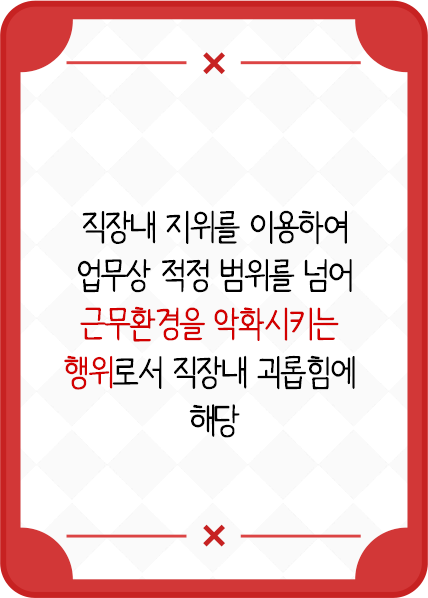 직장내 지위를 이용하여
업무상 적정 범위를 넘어
근무환경을 악화시키는
행위로서 직장내 괴롭힘에
해당